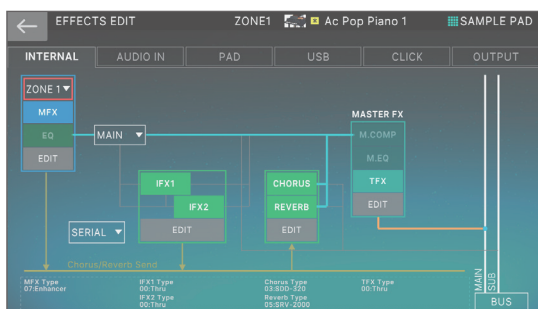 EFFECTS EDIT
ZONE1 Ac Pop Piano 1
SAMPLE PAD
INTERNAL AUDIO IN PAD USB CLICK OUTPUT
ZONE 1
MFX
EQ
EDIT
MAIN
IFX1
IFX2
EDIT
SERIAL
CHORUS
REVERB
EDIT
MASTER FX
M.COMP
M.EQ
TFX
EDIT
Chorus/Reverb Send
MFX Type
07:Enhancer
IFX1 Type
00:Thru
IFX2 Type
00:Thru
Chorus Type
03:SDD-320
Reverb Type
05:SRV-2000
TFX Type
00:Thru
MAIN
SUB
BUS